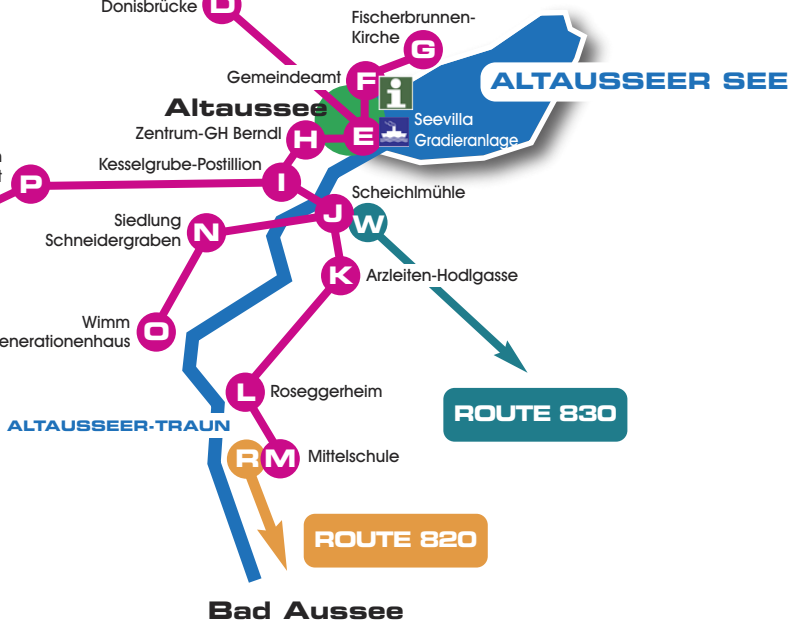 Donisbrücke
D
Fischerbrunnen-
Kirche
G
Gemeindeamt
F
i
ALTAUSSEER SEE
Altaussee
Seevilla
Gradieranlage
Zentrum-GH Berndl
H
E
Kesselgrube-Postillion
I
P
Scheichlmühle
J
W
Siedlung
Schneidergraben
N
K
Arzleiten-Hodlgasse
Wimm
enerationenhaus
O
L
Roseggerheim
ROUTE 830
ALTAUSSEER-TRAUN
R
M
Mittelschule
ROUTE 820
Bad Aussee